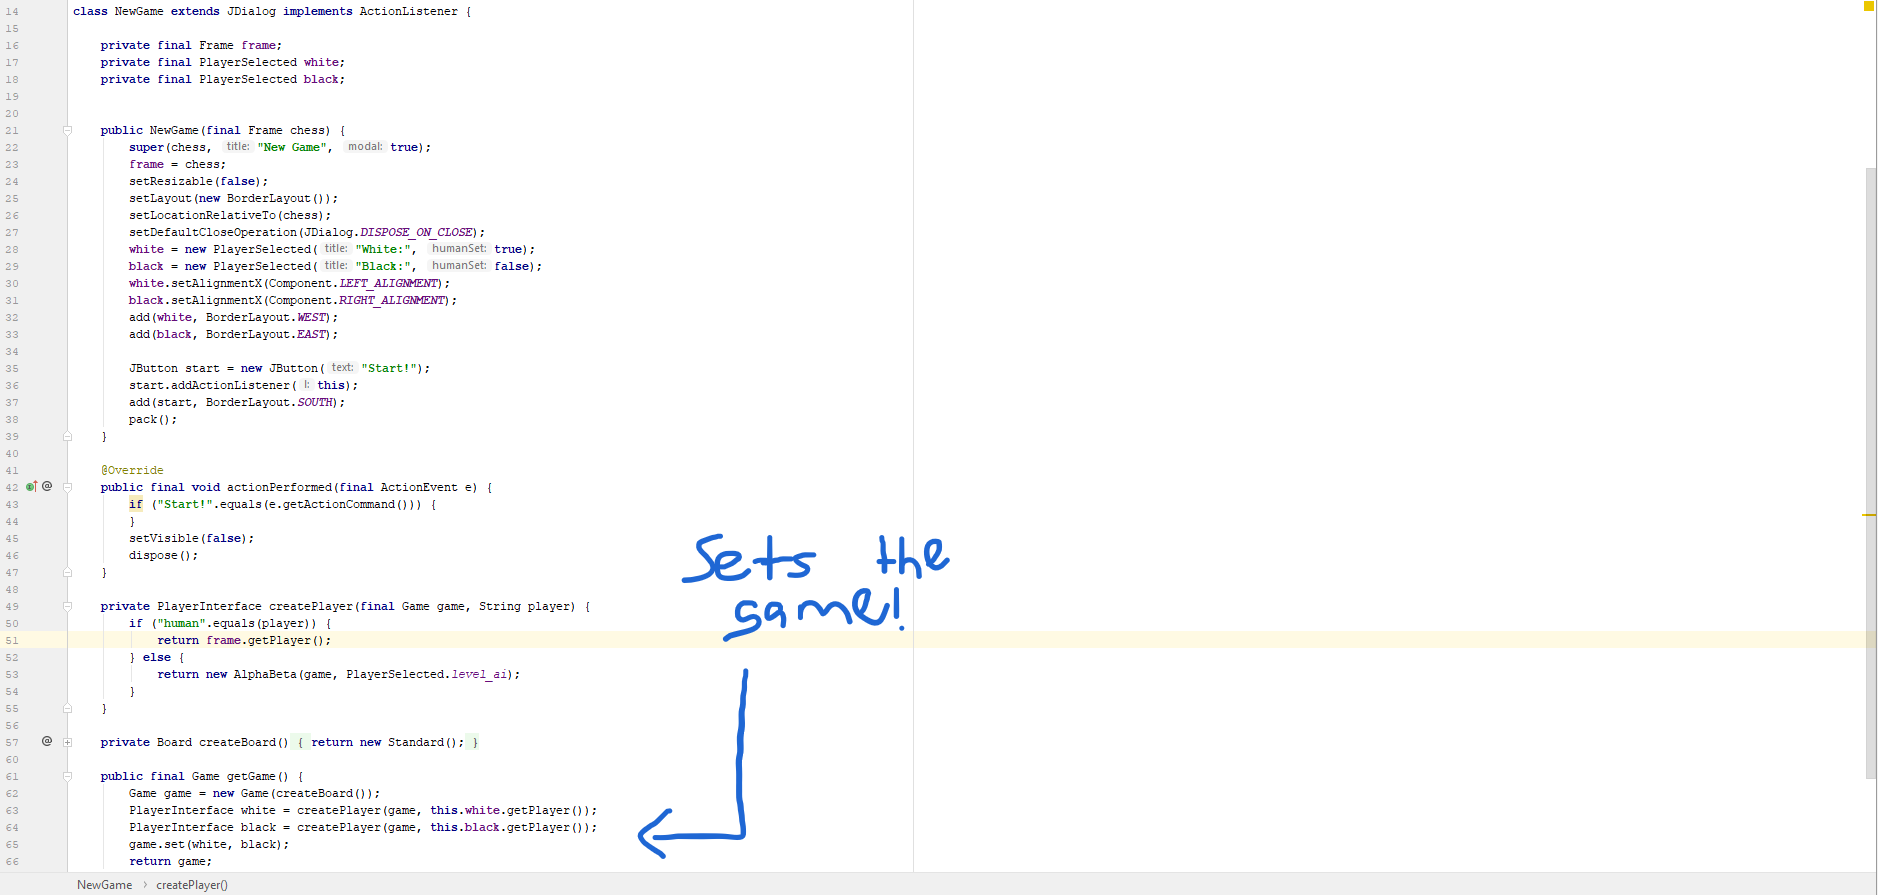 14 class NewGame extends JDialog implements ActionListener {
15
16 private final Frame frame;
17 private final PlayerSelected white;
18 private final PlayerSelected black;
19
20
21 public NewGame(final Frame chess) {
22 super(chess, title: "New Game", modal: true);
23 frame = chess;
24 setResizable(false);
25 setLayout(new BorderLayout());
26 setLocationRelativeTo(chess);
27 setDefaultCloseOperation(JDialog.DISPOSE_ON_CLOSE);
28 white = new PlayerSelected( title: "White:", humanSet: true);
29 black = new PlayerSelected( title: "Black:", humanSet: false);
30 white.setAlignmentX(Component.LEFT_ALIGNMENT);
31 black.setAlignmentX(Component.RIGHT_ALIGNMENT);
32 add(white, BorderLayout.WEST);
33 add(black, BorderLayout.EAST);
34
35 JButton start = new JButton( text: "Start!");
36 start.addActionListener( l: this);
37 add(start, BorderLayout.SOUTH);
38 pack();
39 }
40
41 @Override
42 public final void actionPerformed(final ActionEvent e) {
43 if ("Start!".equals(e.getActionCommand())) {
44 }
45 setVisible(false);
46 dispose();
47 }
48
49 private PlayerInterface createPlayer(final Game game, String player) {
50 if ("human".equals(player)) {
51 return frame.getPlayer();
52 } else {
53 return new AlphaBeta(game, PlayerSelected.level_ai);
54 }
55 }
56
57 private Board createBoard() { return new Standard(); }
60
61 public final Game getGame() {
62 Game game = new Game(createBoard());
63 PlayerInterface white = createPlayer(game, this.white.getPlayer());
64 PlayerInterface black = createPlayer(game, this.black.getPlayer());
65 game.set(white, black);
66 return game;
Sets the
game!
NewGame > createPlayer()